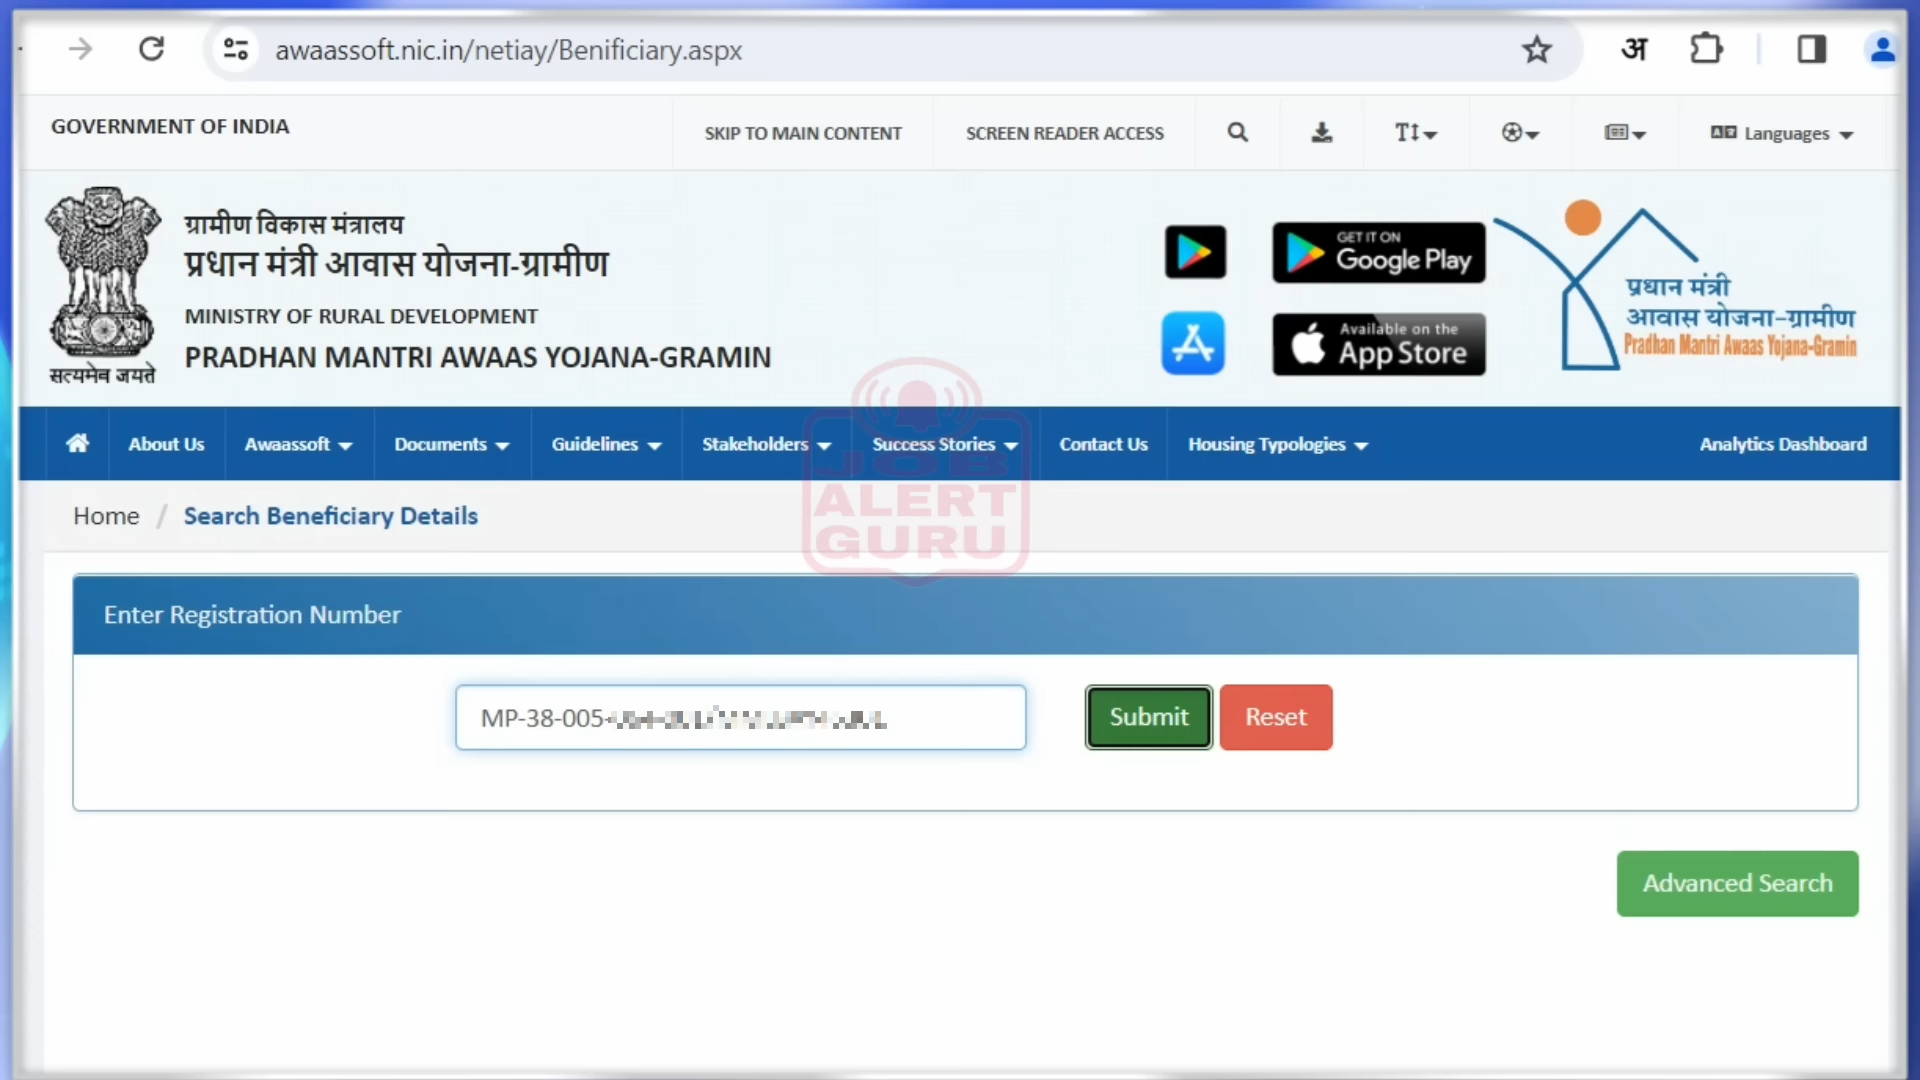 awaassoft.nic.in/netiay/Benificiary.aspx
अ
GOVERNMENT OF INDIA
SKIP TO MAIN CONTENT
SCREEN READER ACCESS
Languages
ग्रामीण विकास मंत्रालय
प्रधान मंत्री आवास योजना-ग्रामीण
MINISTRY OF RURAL DEVELOPMENT
PRADHAN MANTRI AWAAS YOJANA-GRAMIN
सत्यमेव जयते
GET IT ON
Google Play
Available on the
App Store
प्रधान मंत्री
आवास योजना-ग्रामीण
Pradhan Mantri Awaas Yojana-Gramin
About Us
Awaassoft
Documents
Guidelines
Stakeholders
Success Stories
Contact Us
Housing Typologies
Analytics Dashboard
Home / Search Beneficiary Details
JOB
ALERT
GURU
Enter Registration Number
MP-38-005-
Submit
Reset
Advanced Search